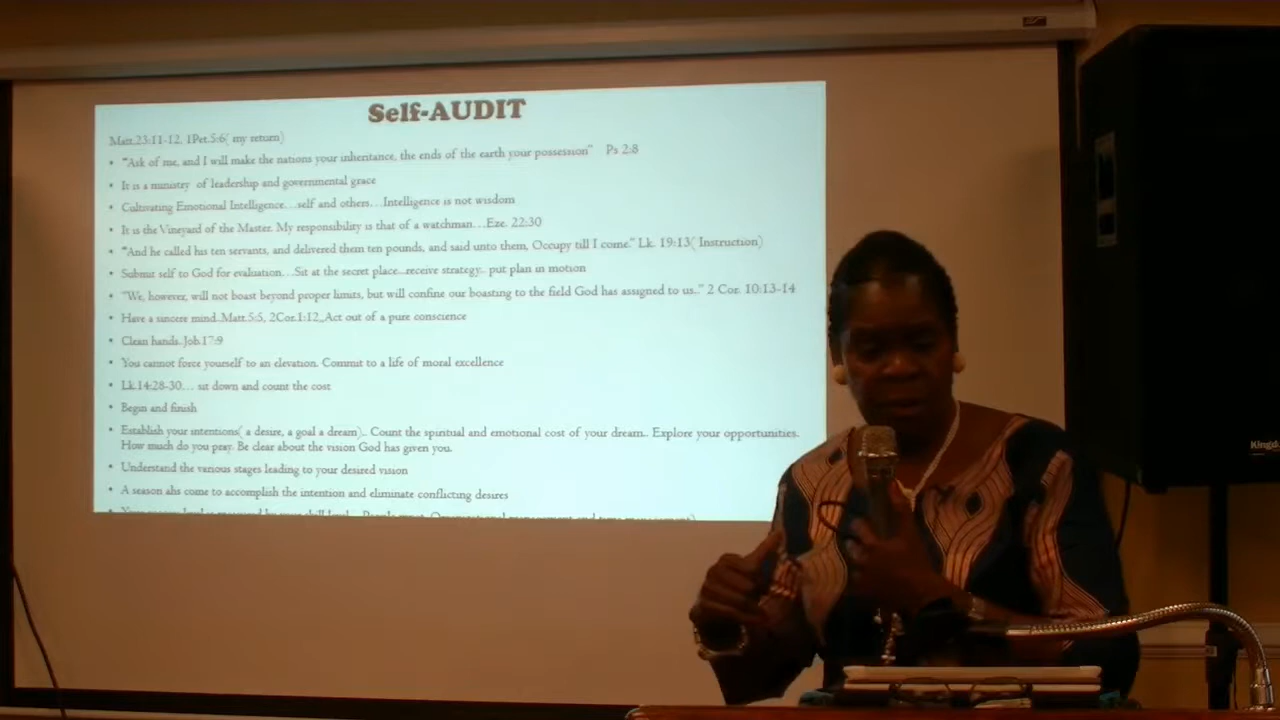 Self-AUDIT
Matt.23:11-12, 1Pet.5:6( my return)
• "Ask of me, and I will make the nations your inheritance, the ends of the earth your possession" Ps 2:8
• It is a ministry of leadership and governmental grace
• Cultivating Emotional Intelligence…self and others…Intelligence is not wisdom
• It is the Vineyard of the Master. My responsibility is that of a watchman…Eze. 22:30
• "And he called his ten servants, and delivered them ten pounds, and said unto them, Occupy till I come." Lk. 19:13( Instruction)
• Submit self to God for evaluation…Sit at the secret place...receive strategy.. put plan in motion
• "We, however, will not boast beyond proper limits, but will confine our boasting to the field God has assigned to us.." 2 Cor. 10:13-14
• Have a sincere mind..Matt.5:5, 2Cor.1:12..Act out of a pure conscience
• Clean hands. Job.17:9
• You cannot force yourself to an elevation. Commit to a life of moral excellence
• Lk.14:28-30… sit down and count the cost
• Begin and finish
• Establish your intentions( a desire, a goal a dream).. Count the spiritual and emotional cost of your dream.. Explore your opportunities.
How much do you pray. Be clear about the vision God has given you.
• Understand the various stages leading to your desired vision
• A season ahs come to accomplish the intention and eliminate conflicting desires